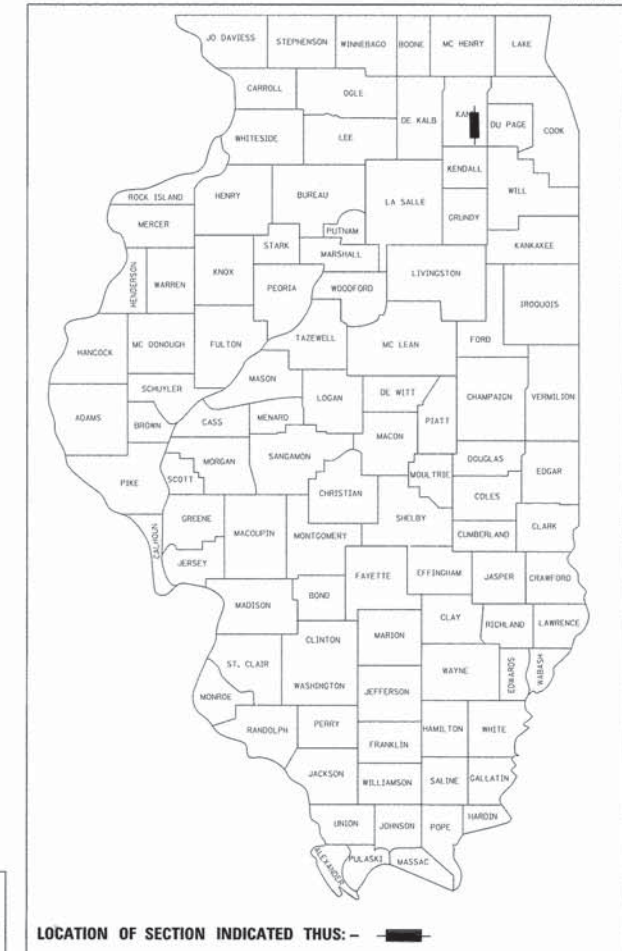 JO DAVIESS
STEPHENSON
WINNEBAGO
BOONE
MC HENRY
LAKE
CARROLL
OGLE
DE KALB
KAN
DU PAGE
COOK
WHITESIDE
LEE
KENDALL
WILL
ROCK ISLAND
HENRY
BUREAU
LA SALLE
GRUNDY
MERCER
PUTNAM
STARK
MARSHALL
KANKAKEE
HENDERSON
WARREN
KNOX
PEORIA
WOODFORD
LIVINGSTON
IROQUOIS
HANCOCK
MC DONOUGH
FULTON
TAZEWELL
MC LEAN
FORD
SCHUYLER
MASON
LOGAN
DE WITT
CHAMPAIGN
VERMILION
ADAMS
BROWN
CASS
MENARD
PIATT
MACON
PIKE
SCOTT
MORGAN
SANGAMON
MOULTRIE
DOUGLAS
EDGAR
CHRISTIAN
COLES
CALHOUN
GREENE
MACOUPIN
MONTGOMERY
SHELBY
CUMBERLAND
CLARK
JERSEY
FAYETTE
EFFINGHAM
JASPER
CRAWFORD
MADISON
BOND
CLAY
RICHLAND
LAWRENCE
CLINTON
MARION
ST. CLAIR
WASHINGTON
WAYNE
EDWARDS
WABASH
MONROE
JEFFERSON
RANDOLPH
PERRY
HAMILTON
WHITE
FRANKLIN
JACKSON
WILLIAMSON
SALINE
GALLATIN
UNION
JOHNSON
POPE
HARDIN
ALEXANDER
PULASKI
MASSAC
LOCATION OF SECTION INDICATED THUS: -